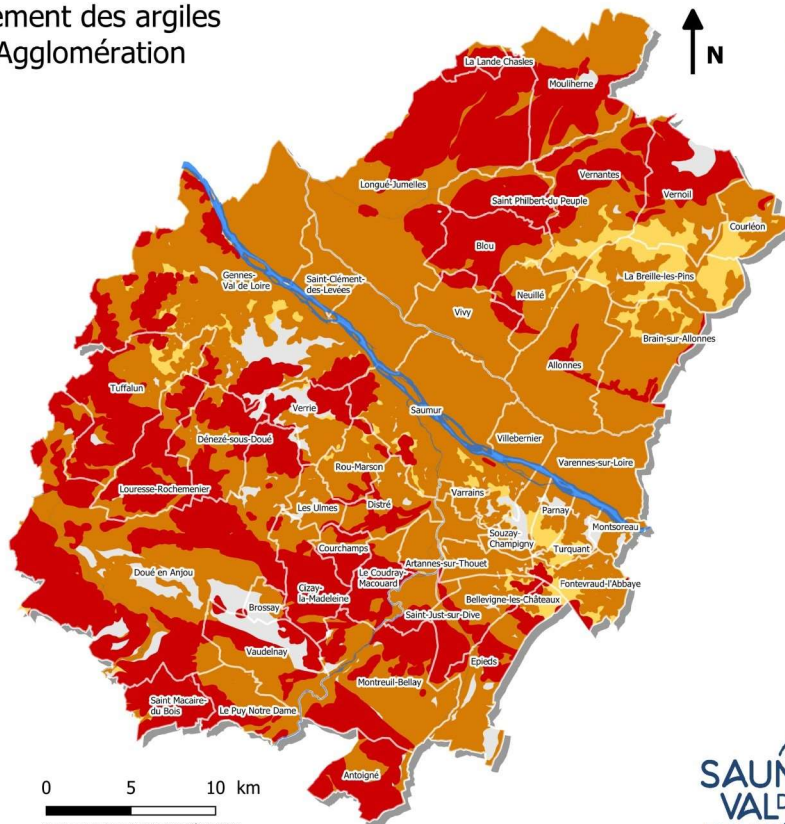 ement des argiles
Agglomération
N
La Lande Chasles
Mouliherne
Longué-Jumelles
Vernantes
Saint Philbert-du Peuple
Vernoil
Courléon
Blou
La Breille-les-Pins
Gennes-
Val de Loire
Saint-Clément-
des-Levées
Neuillé
Vivy
Brain-sur-Allonnes
Allonnes
Tuffalun
Verrie
Saumur
Dénezé-sous-Doué
Villebernier
Rou-Marson
Varennes-sur-Loire
Louresse-Rochemenier
Varrains
Les Ulmes
Distré
Parnay
Souzay-
Champigny
Montsoreau
Courchamps
Turquant
Artannes-sur-Thouet
Doué en Anjou
Le Coudray-
Macouard
Fontevraud-l'Abbaye
Cizay-
la-Madeleine
Bellevigne-les-Châteaux
Brossay
Saint-Just-sur-Dive
Vaudelnay
Epieds
Montreuil-Bellay
Saint Macaire-
du Bois
Le Puy Notre Dame
Antoigné
0 5 10 km
SAUM
VAL D